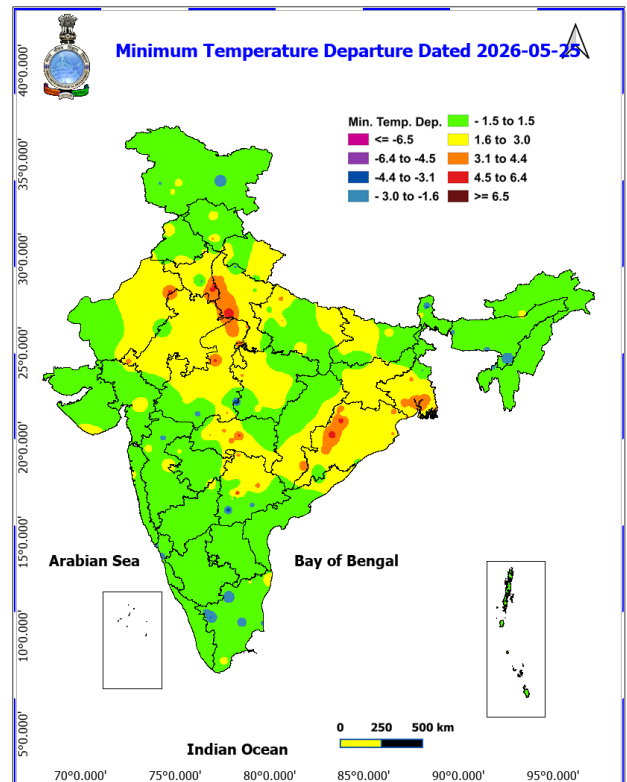 Minimum Temperature Departure Dated 2026-05-25
40°0.000'
Min. Temp. Dep.
<= -6.5
-6.4 to -4.5
-4.4 to -3.1
- 3.0 to -1.6
- 1.5 to 1.5
1.6 to 3.0
3.1 to 4.4
4.5 to 6.4
>= 6.5
35°0.000'
30°0.000'
25°0.000'
20°0.000'
15°0.000'
10°0.000'
5°0.000'
Arabian Sea
Bay of Bengal
Indian Ocean
0 250 500 km
70°0.000' 75°0.000' 80°0.000' 85°0.000' 90°0.000' 95°0.000'